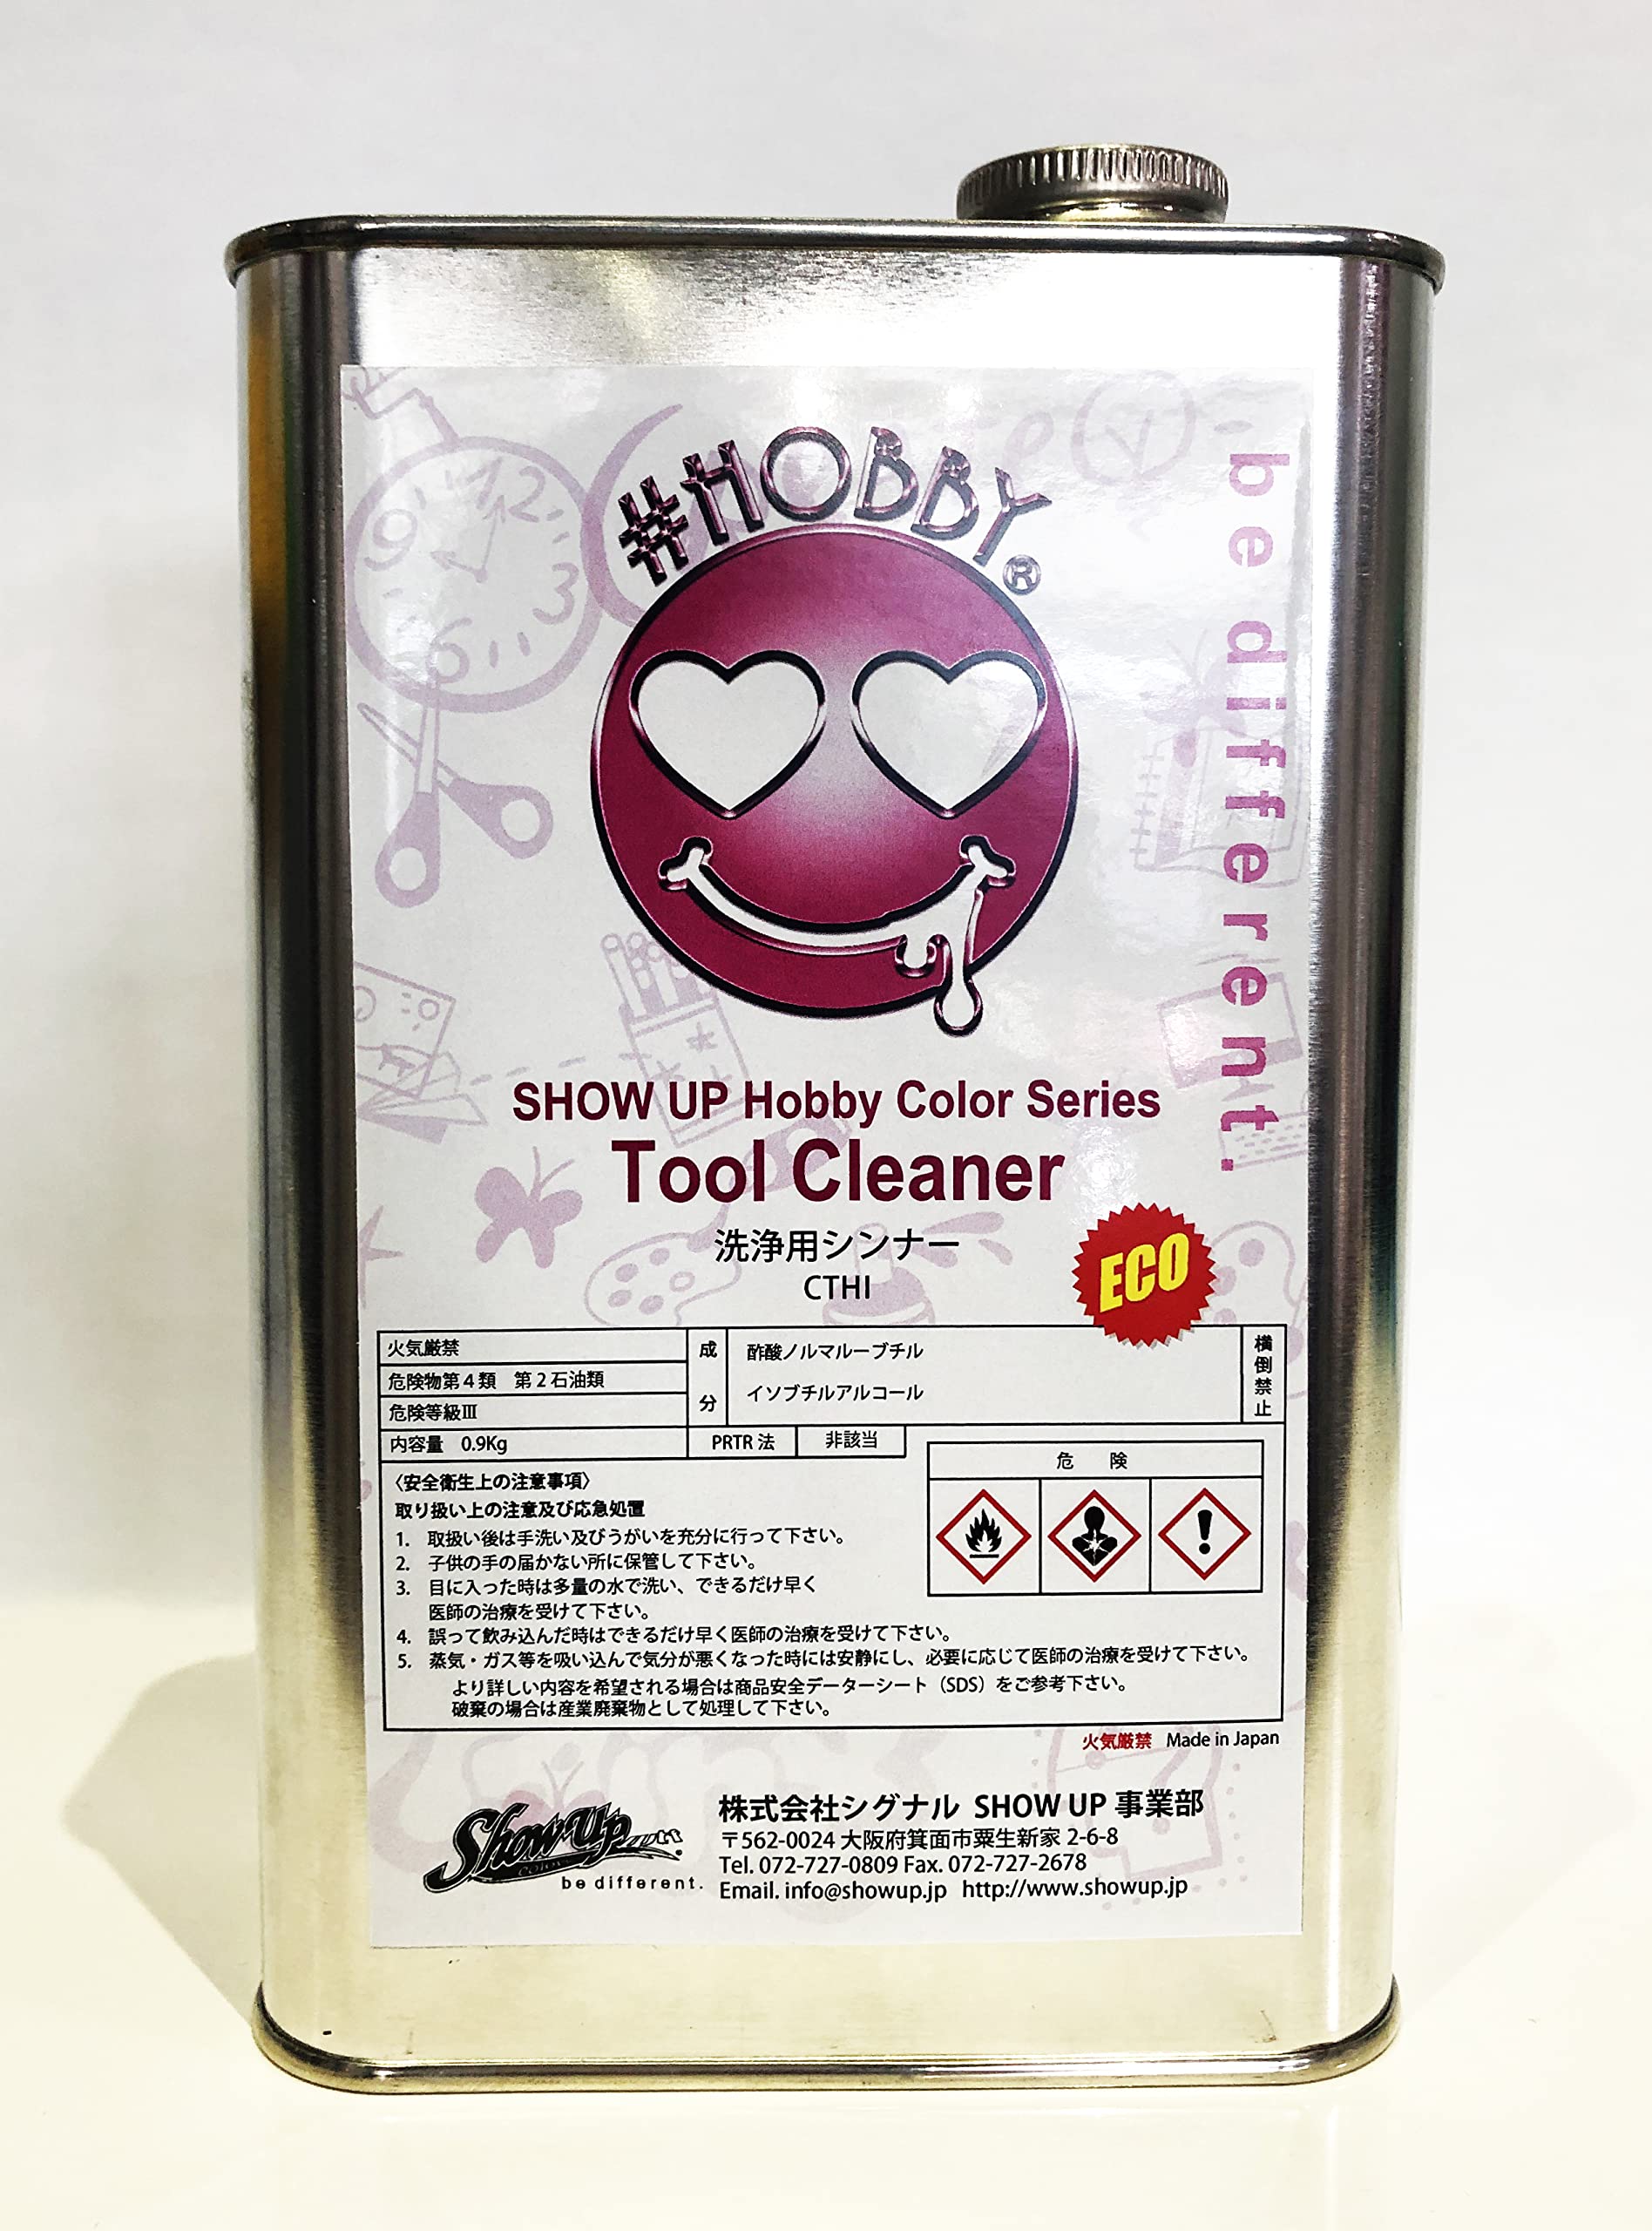 #HOBBY®
be different.
SHOW UP Hobby Color Series
Tool Cleaner
洗浄用シンナー
CTHI
ECO
火気厳禁
危険物第4類 第2石油類
危険等級Ⅲ
内容量 0.9Kg
成分
酢酸ノルマルーブチル
イソブチルアルコール
横倒禁止
PRTR 法 非該当
危 険
〈安全衛生上の注意事項〉
取り扱い上の注意及び応急処置
1. 取扱い後は手洗い及びうがいを充分に行って下さい。
2. 子供の手の届かない所に保管して下さい。
3. 目に入った時は多量の水で洗い、できるだけ早く
医師の治療を受けて下さい。
4. 誤って飲み込んだ時はできるだけ早く医師の治療を受けて下さい。
5. 蒸気・ガス等を吸い込んで気分が悪くなった時には安静にし、必要に応じて医師の治療を受けて下さい。
より詳しい内容を希望される場合は商品安全データーシート（SDS）をご参考下さい。
破棄の場合は産業廃棄物として処理して下さい。
火気厳禁 Made in Japan
Show up
color
be different.
株式会社シグナル SHOW UP 事業部
〒562-0024 大阪府箕面市粟生新家 2-6-8
Tel. 072-727-0809 Fax. 072-727-2678
Email. info@showup.jp http://www.showup.jp
12
9
3
6